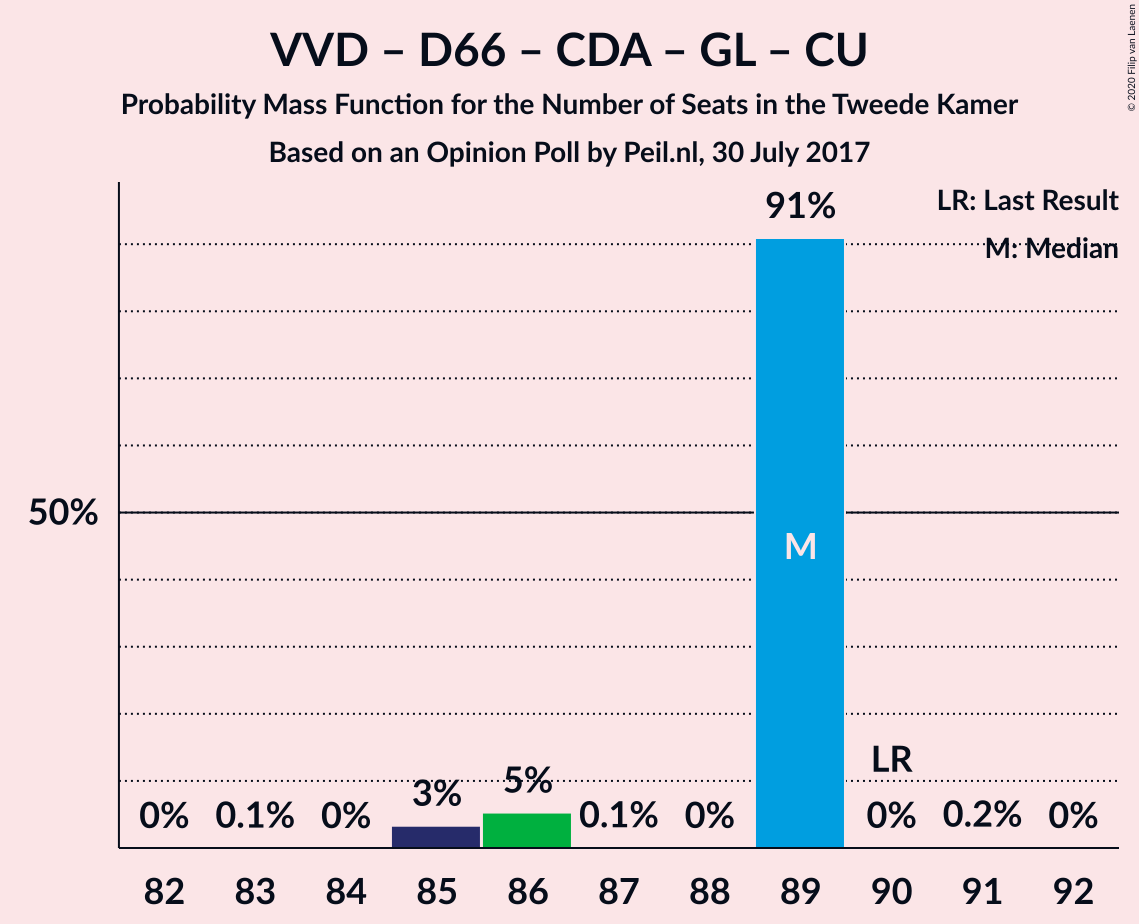 VVD – D66 – CDA – GL – CU
Probability Mass Function for the Number of Seats in the Tweede Kamer
Based on an Opinion Poll by Peil.nl, 30 July 2017
© 2020 Filip van Laenen
LR: Last Result
M: Median
91%
50%
M
LR
0% 0.1% 0% 3% 5% 0.1% 0% 0% 0.2% 0%
82 83 84 85 86 87 88 89 90 91 92